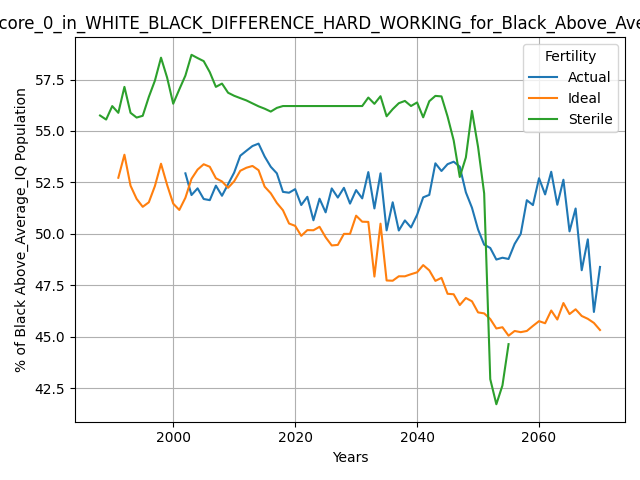 core_0_in_WHITE_BLACK_DIFFERENCE_HARD_WORKING_for_Black_Above_Ave
Fertility
Actual
Ideal
Sterile
% of Black Above_Average_IQ Population
57.5
55.0
52.5
50.0
47.5
45.0
42.5
2000
2020
2040
2060
Years